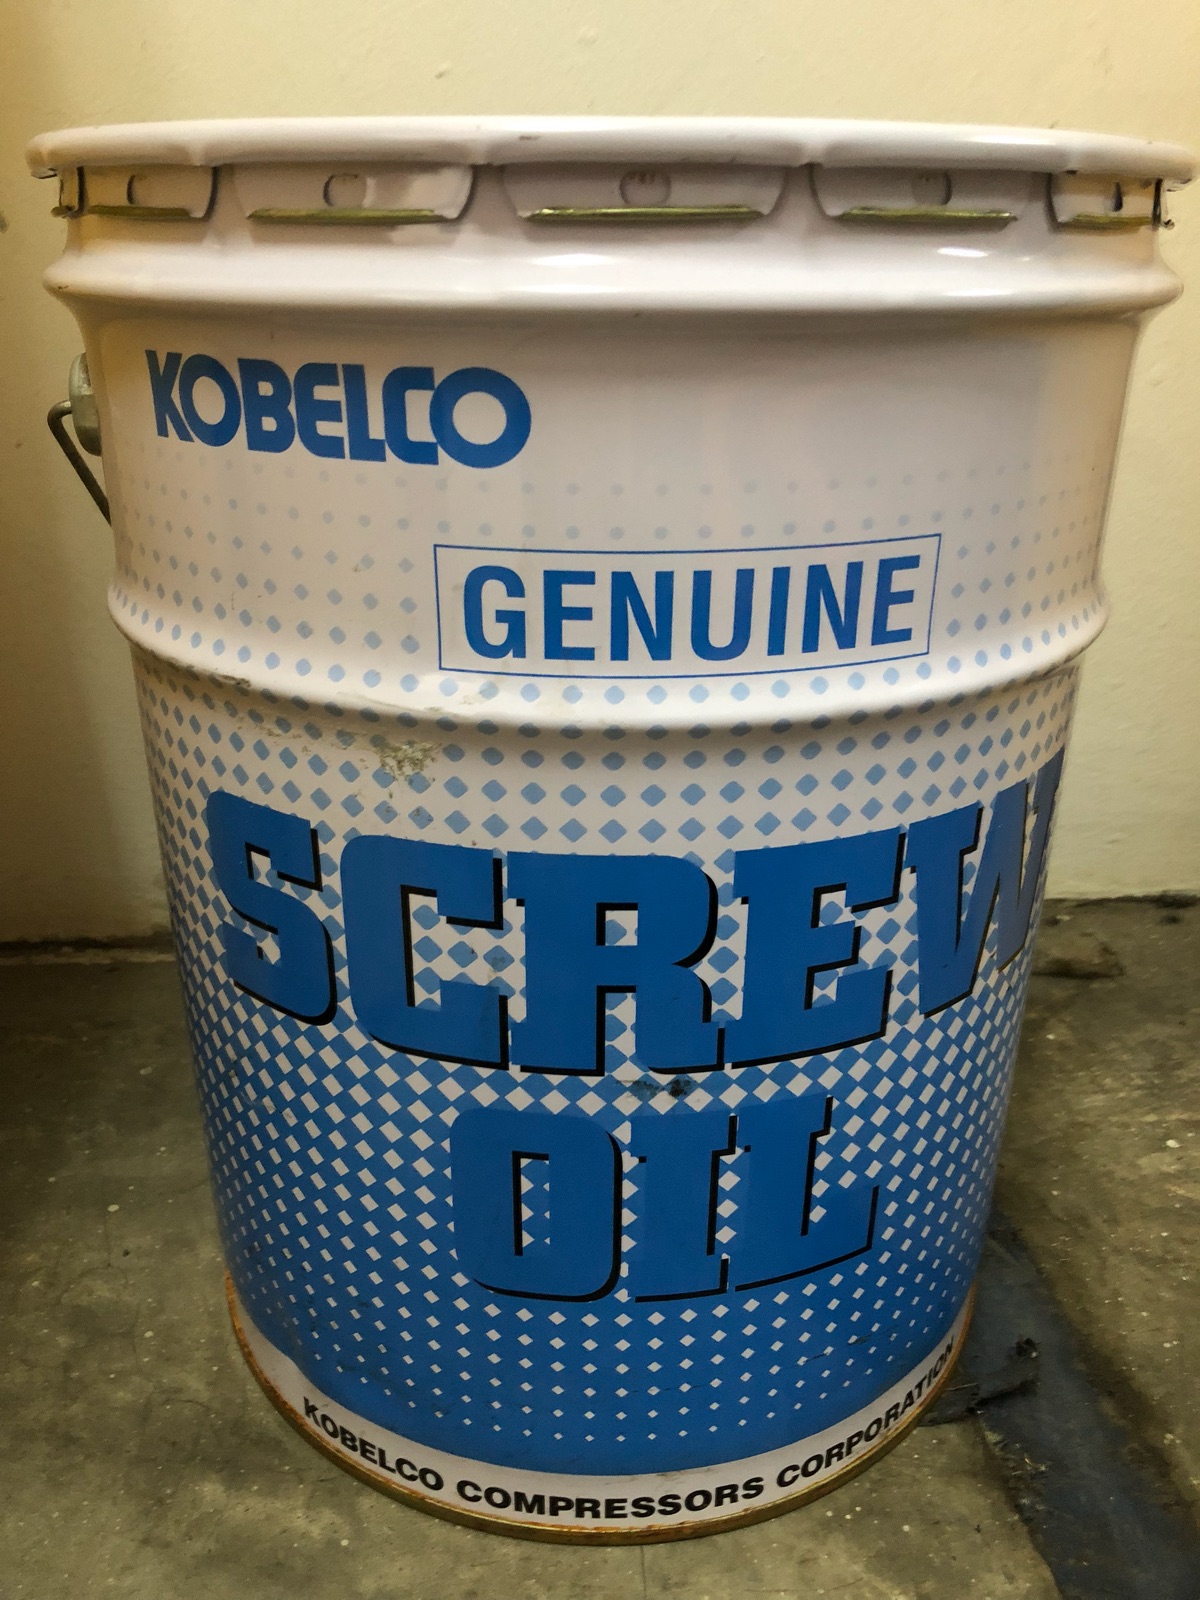 KOBELCO
GENUINE
SCREW
OIL
KOBELCO COMPRESSORS CORPORATION